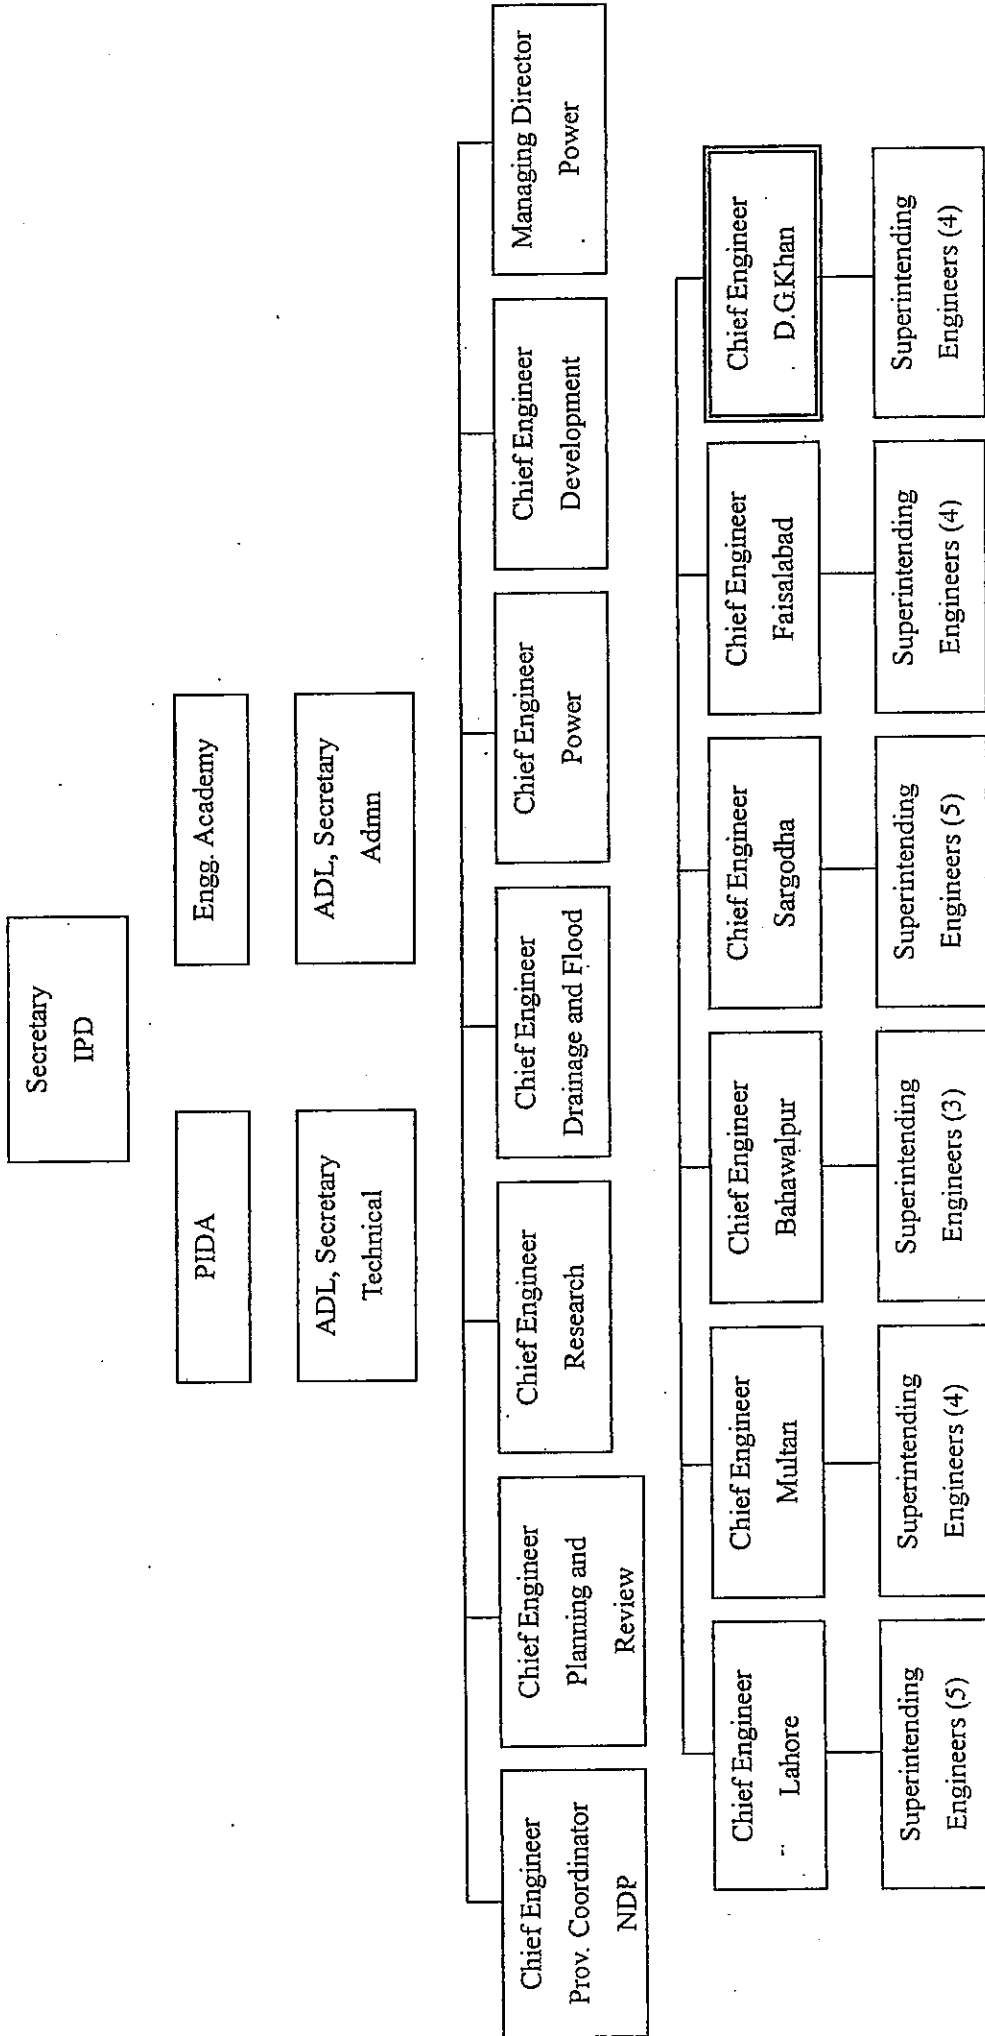 Secretary
IPD
PIDA
Engg. Academy
ADL, Secretary
Technical
ADL, Secretary
Admn
Chief Engineer
Prov. Coordinator
NDP
Chief Engineer
Planning and
Review
Chief Engineer
Research
Chief Engineer
Drainage and Flood
Chief Engineer
Power
Chief Engineer
Development
Managing Director
Power
Chief Engineer
Lahore
Chief Engineer
Multan
Chief Engineer
Bahawalpur
Chief Engineer
Sargodha
Chief Engineer
Faisalabad
Chief Engineer
D.G.Khan
Superintending
Engineers (5)
Superintending
Engineers (4)
Superintending
Engineers (3)
Superintending
Engineers (5)
Superintending
Engineers (4)
Superintending
Engineers (4)